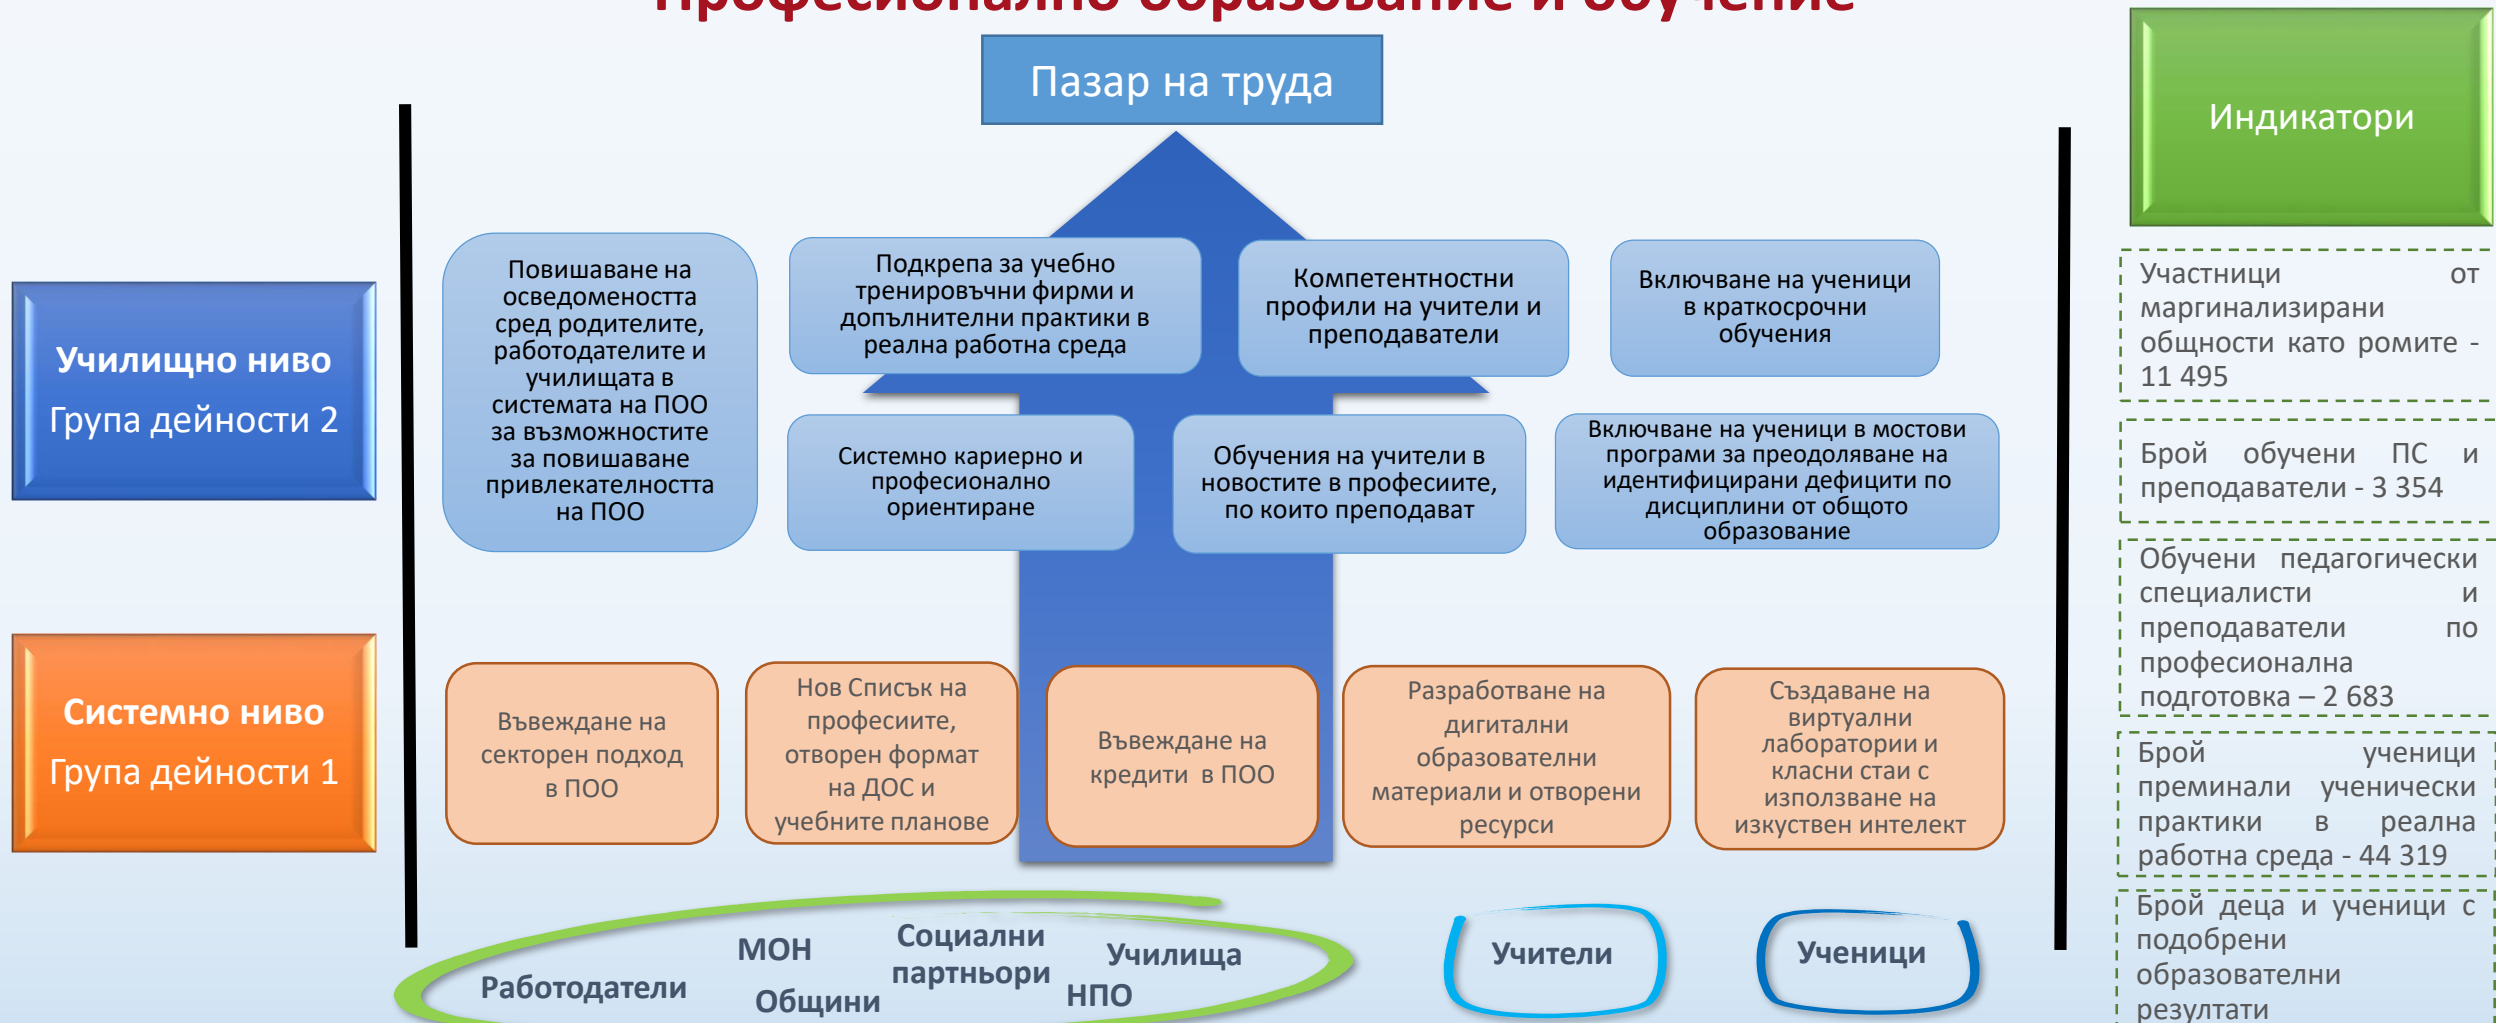 Професионално образование и обучение
Пазар на труда
Индикатори
Училищно ниво
Група дейности 2
Повишаване на
осведомеността
сред родителите,
работодателите и
училищата в
системата на ПОО
за възможностите
за повишаване
привлекателността
на ПОО
Подкрепа за учебно
тренировъчни фирми и
допълнителни практики в
реална работна среда
Компетентностни
профили на учители и
преподаватели
Включване на ученици
в краткосрочни
обучения
Системно кариерно и
професионално
ориентиране
Обучения на учители в
новостите в професиите,
по които преподават
Включване на ученици в мостови
програми за преодоляване на
идентифицирани дефицити по
дисциплини от общото
образование
Системно ниво
Група дейности 1
Въвеждане на
секторен подход
в ПОО
Нов Списък на
професиите,
отворен формат
на ДОС и
учебните планове
Въвеждане на
кредити в ПОО
Разработване на
дигитални
образователни
материали и отворени
ресурси
Създаване на
виртуални
лаборатории и
класни стаи с
използване на
изкуствен интелект
Работодатели
МОН
Общини
Социални
партньори
Училища
НПО
Учители
Ученици
Участници от
маргинализирани
общности като ромите -
11 495
Брой обучени ПС и
преподаватели - 3 354
Обучени педагогически
специалисти и
преподаватели по
професионална
подготовка – 2 683
Брой ученици
преминали ученически
практики в реална
работна среда - 44 319
Брой деца и ученици с
подобрени
образователни
резултати